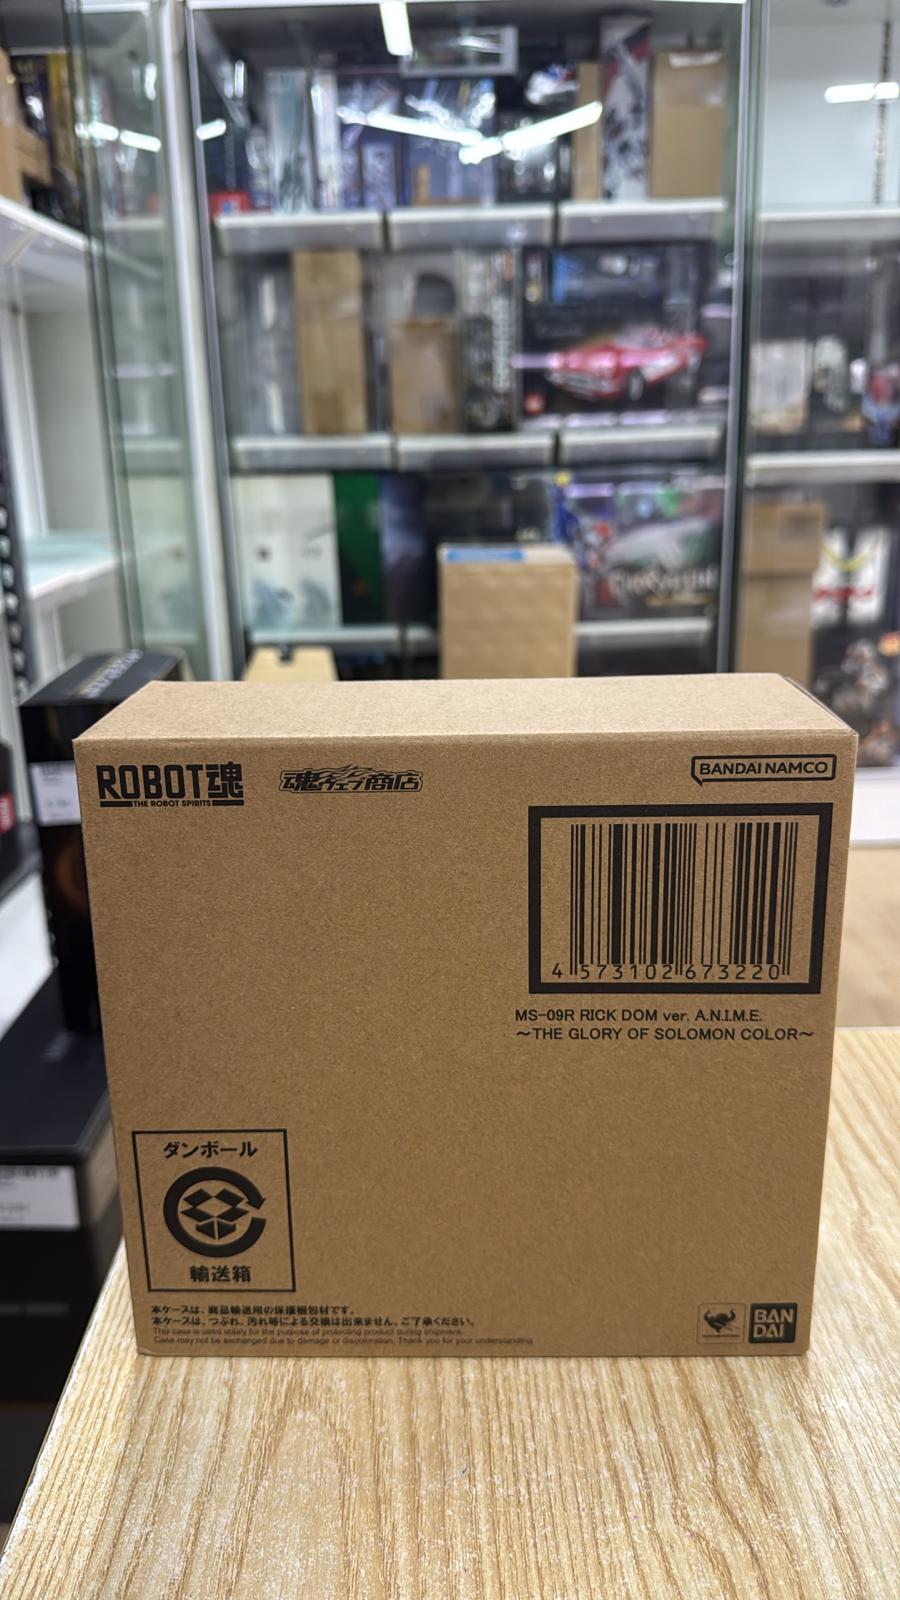 ROBOT魂
THE ROBOT SPIRITS
魂ウェブ商店
BANDAI NAMCO
4 573102 673220
MS-09R RICK DOM ver. A.N.I.M.E.
～THE GLORY OF SOLOMON COLOR～
ダンボール
輸送箱
本ケースは、商品輸送用の保護梱包材です。
本ケースは、つぶれ、汚れ等による交換は出来ません。ご了承ください。
This case is used solely for the purpose of protecting product during shipment.
Case may not be exchanged due to damage or discoloration. Thank you for your understanding.
BAN
DAI